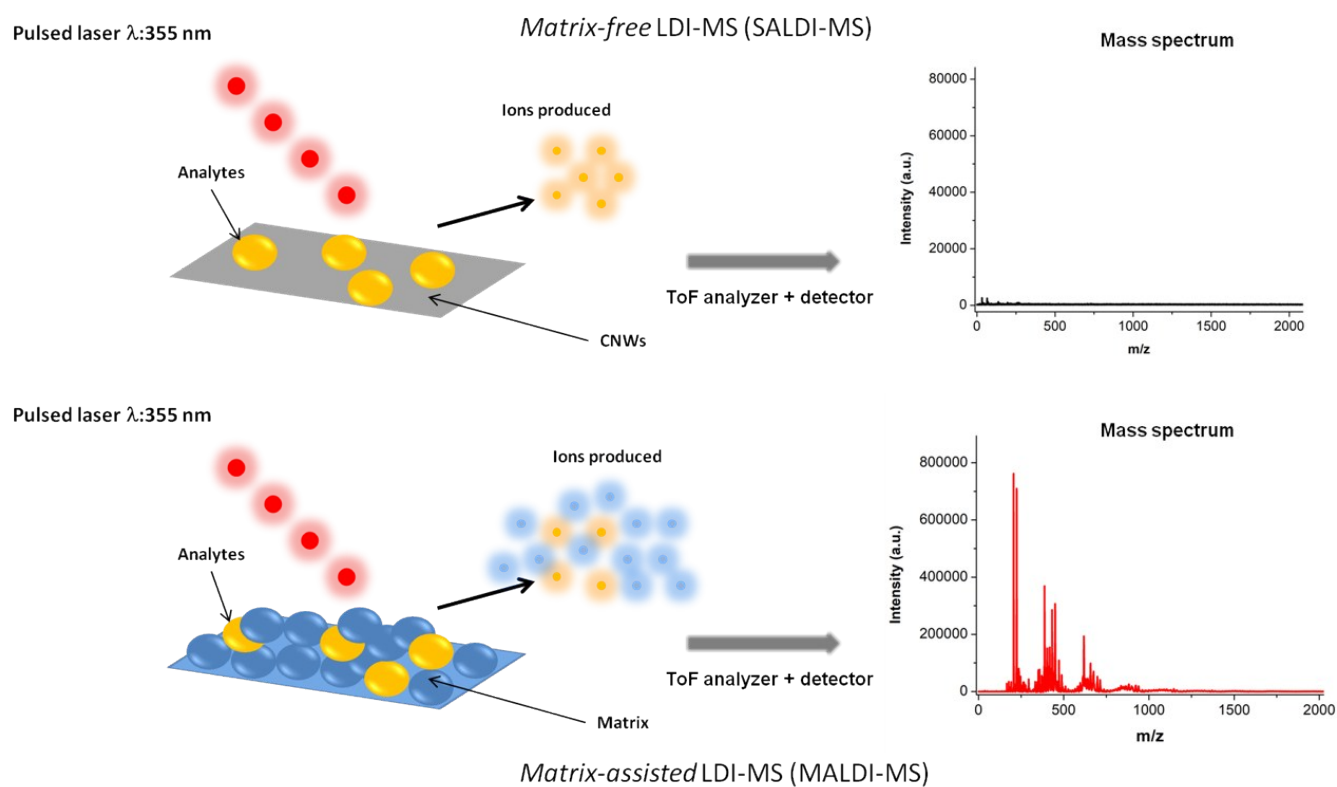 Matrix-free LDI-MS (SALDI-MS)
Pulsed laser λ:355 nm
Mass spectrum
Ions produced
Analytes
CNWs
ToF analyzer + detector
80000
60000
40000
20000
0
Intensity (a.u.)
0 500 1000 1500 2000
m/z
Pulsed laser λ:355 nm
Mass spectrum
Ions produced
Analytes
Matrix
ToF analyzer + detector
800000
600000
400000
200000
0
Intensity (a.u.)
0 500 1000 1500 2000
m/z
Matrix-assisted LDI-MS (MALDI-MS)